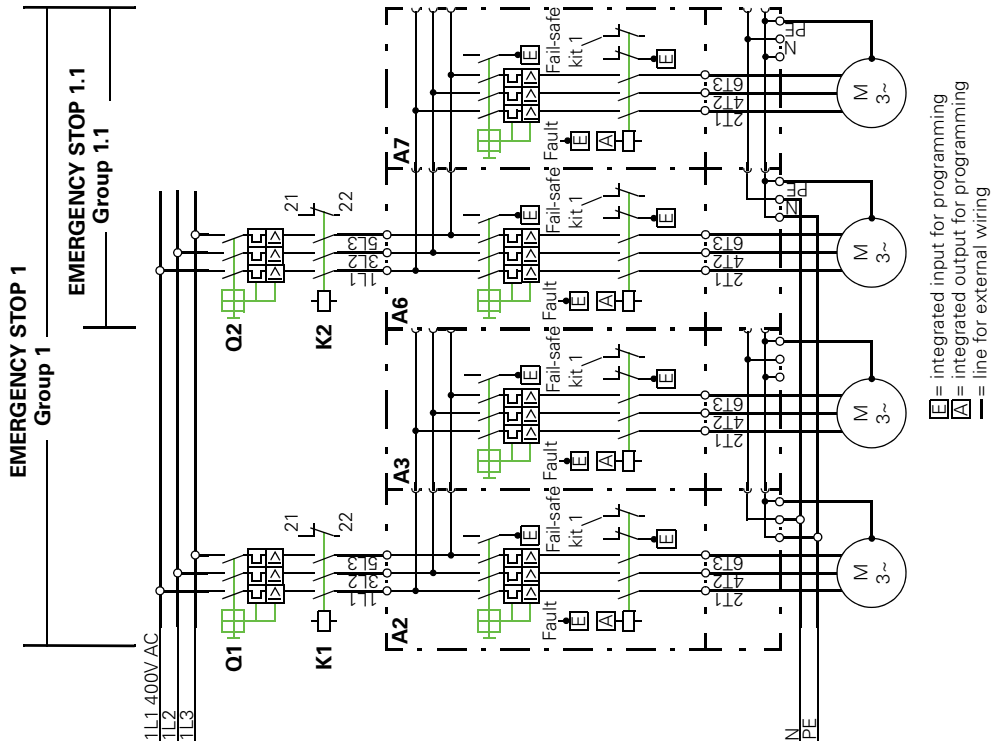 EMERGENCY STOP 1
Group 1
EMERGENCY STOP 1.1
Group 1.1
1L1 400V AC
1L2
1L3
Q1
Q2
21
22
K1
21
22
K2
1L1
3L2
5L3
1L1
3L2
5L3
A2
Fault
E
A
E
Fail-safe
kit 1
E
2T1
4T2
6T3
A3
Fault
E
A
E
Fail-safe
kit 1
E
2T1
4T2
6T3
A6
Fault
E
A
E
Fail-safe
kit 1
E
2T1
4T2
6T3
A7
Fault
E
A
E
Fail-safe
kit 1
E
2T1
4T2
6T3
N
PE
N
PE
N
PE
M
3~
M
3~
M
3~
M
3~
E = integrated input for programming
A = integrated output for programming
– = line for external wiring